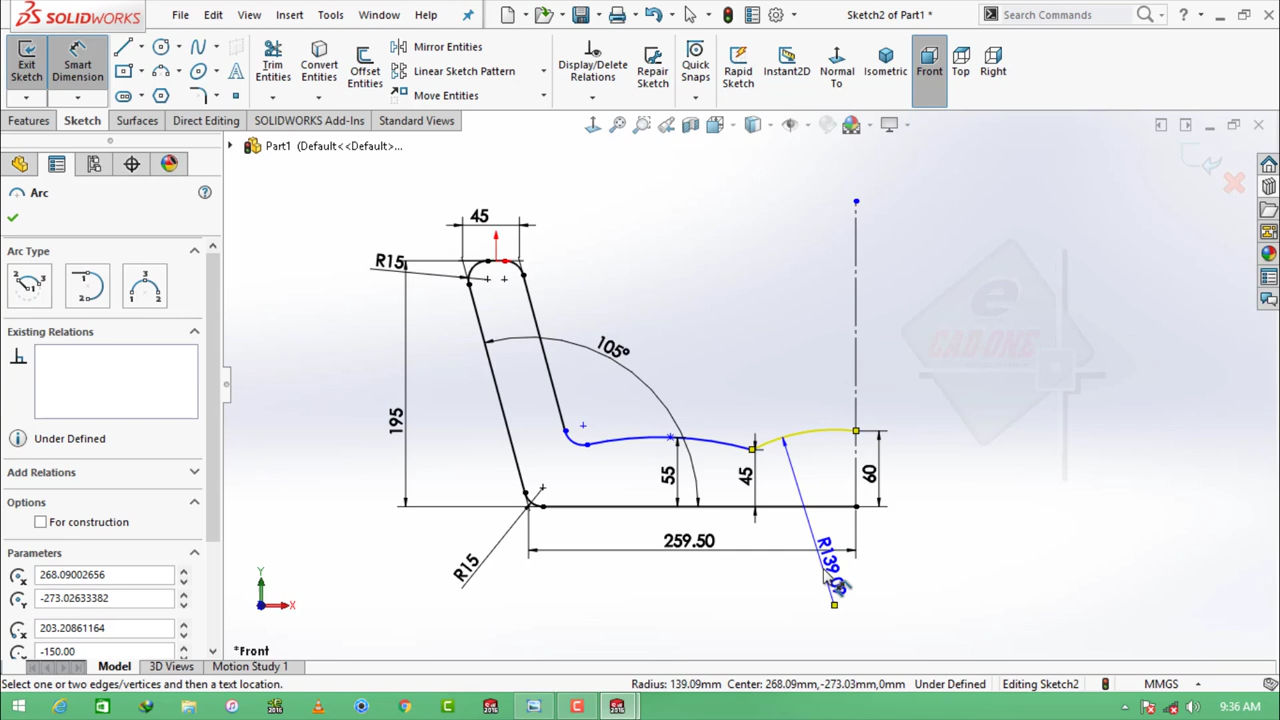 SOLIDWORKS
File
Edit
View
Insert
Tools
Window
Help
Sketch2 of Part1 *
Search Commands
Exit Sketch
Smart Dimension
Trim Entities
Convert Entities
Offset Entities
Mirror Entities
Linear Sketch Pattern
Move Entities
Display/Delete Relations
Repair Sketch
Quick Snaps
Rapid Sketch
Instant2D
Normal To
Isometric
Front
Top
Right
Features
Sketch
Surfaces
Direct Editing
SOLIDWORKS Add-Ins
Standard Views
Part1 (Default<<Default>...
Arc
Arc Type
Existing Relations
Under Defined
Add Relations
Options
For construction
Parameters
268.09002656
-273.02633382
203.20861164
-150.00
45
R15
105°
195
55
45
60
259.50
R15
R139.09
e
CAD ONE
Y
X
*Front
Model
3D Views
Motion Study 1
Select one or two edges/vertices and then a text location.
Radius: 139.09mm
Center: 268.09mm,-273.03mm,0mm
Under Defined
Editing Sketch2
MMGS
9:36 AM